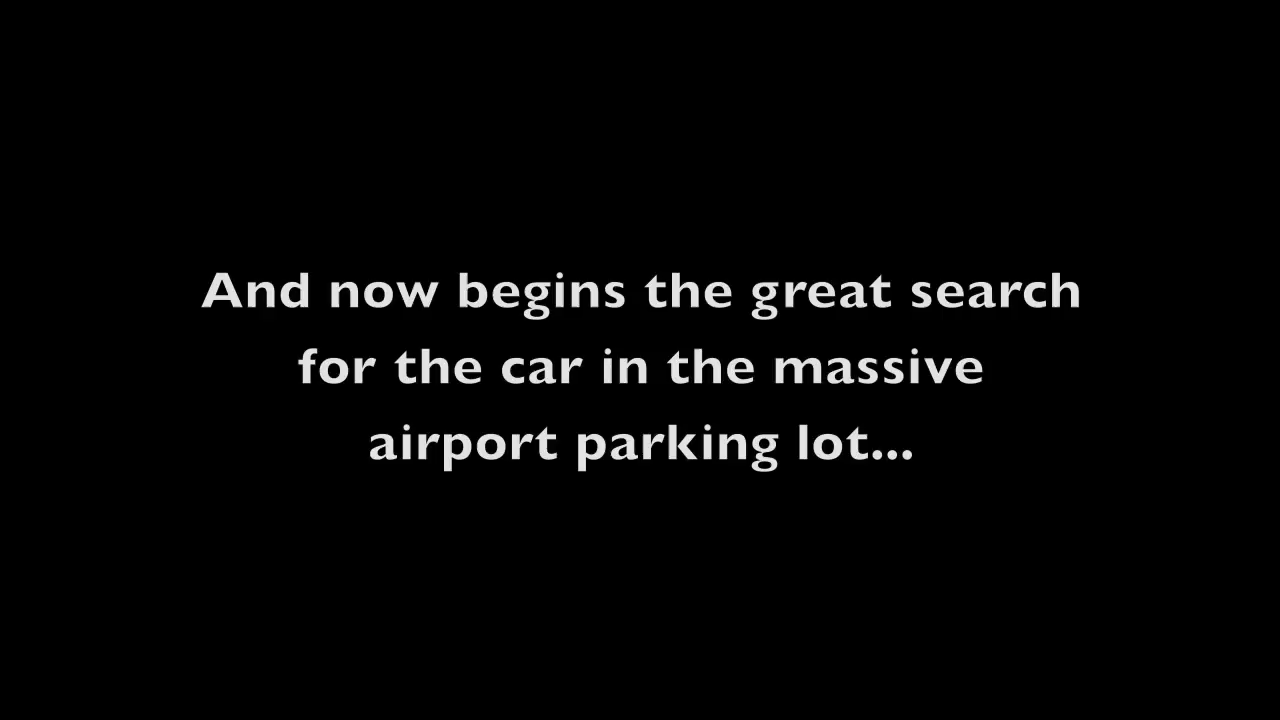 And now begins the great search
for the car in the massive
airport parking lot...